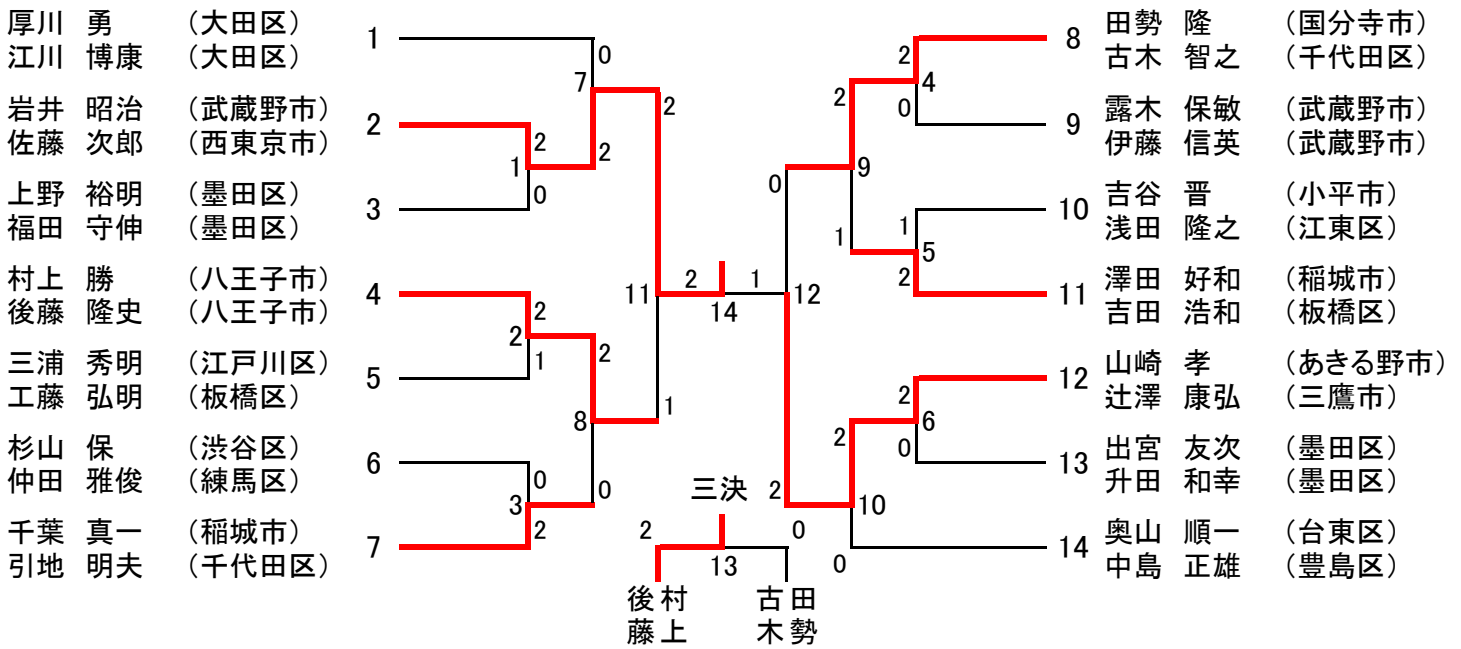 厚川 勇 （大田区）
江川 博康 （大田区）
1
岩井 昭治 （武蔵野市）
佐藤 次郎 （西東京市）
2
上野 裕明 （墨田区）
福田 守伸 （墨田区）
3
村上 勝 （八王子市）
後藤 隆史 （八王子市）
4
三浦 秀明 （江戸川区）
工藤 弘明 （板橋区）
5
杉山 保 （渋谷区）
仲田 雅俊 （練馬区）
6
千葉 真一 （稲城市）
引地 明夫 （千代田区）
7
0
7
2
2
2
1
0
2
2
1
2
8
1
0
3
2
0
11
2
14
1
12
0
2
三決
2
13
0
後藤
村上
古木
田勢
2
9
1
2
10
0
2
4
0
1
5
2
2
6
0
8
田勢 隆 （国分寺市）
古木 智之 （千代田区）
9
露木 保敏 （武蔵野市）
伊藤 信英 （武蔵野市）
10
吉谷 晋 （小平市）
浅田 隆之 （江東区）
11
澤田 好和 （稲城市）
吉田 浩和 （板橋区）
12
山崎 孝 （あきる野市）
辻澤 康弘 （三鷹市）
13
出宮 友次 （墨田区）
升田 和幸 （墨田区）
14
奥山 順一 （台東区）
中島 正雄 （豊島区）